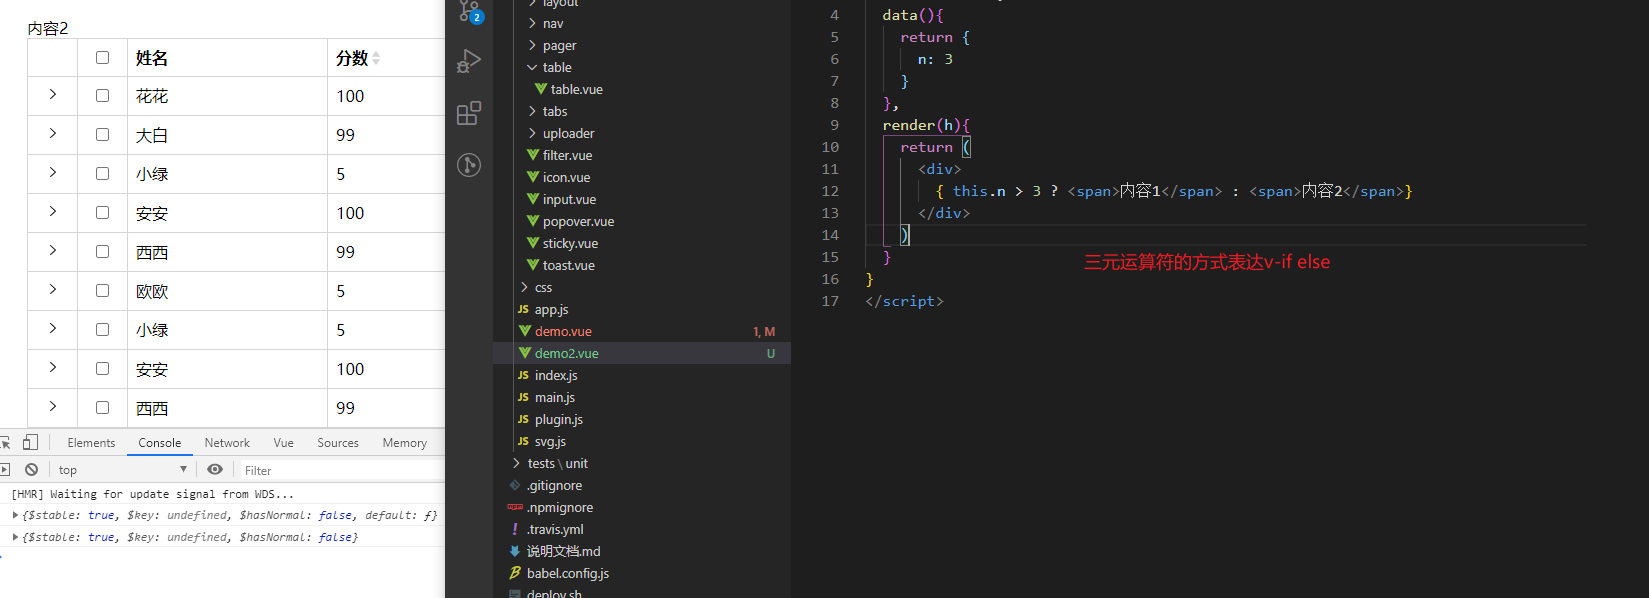 内容2
姓名 分数
花花 100
大白 99
小绿 5
安安 100
西西 99
欧欧 5
小绿 5
安安 100
西西 99
Elements Console Network Vue Sources Memory
top ▼ Filter
[HMR] Waiting for update signal from WDS...
{$stable: true, $key: undefined, $hasNormal: false, default: ƒ}
{$stable: true, $key: undefined, $hasNormal: false}
2
layout
nav
pager
table
table.vue
tabs
uploader
filter.vue
icon.vue
input.vue
popover.vue
sticky.vue
toast.vue
css
JS app.js
demo.vue 1, M
demo2.vue U
JS index.js
JS main.js
JS plugin.js
JS svg.js
tests \ unit
.gitignore
.npmignore
! .travis.yml
说明文档.md
babel.config.js
deploy.sh
4 data(){
5 return {
6 n: 3
7 }
8 },
9 render(h){
10 return (
11 <div>
12 { this.n > 3 ? <span>内容1</span> : <span>内容2</span>}
13 </div>
14 )
15 }
三元运算符的方式表达v-if else
16 }
17 </script>